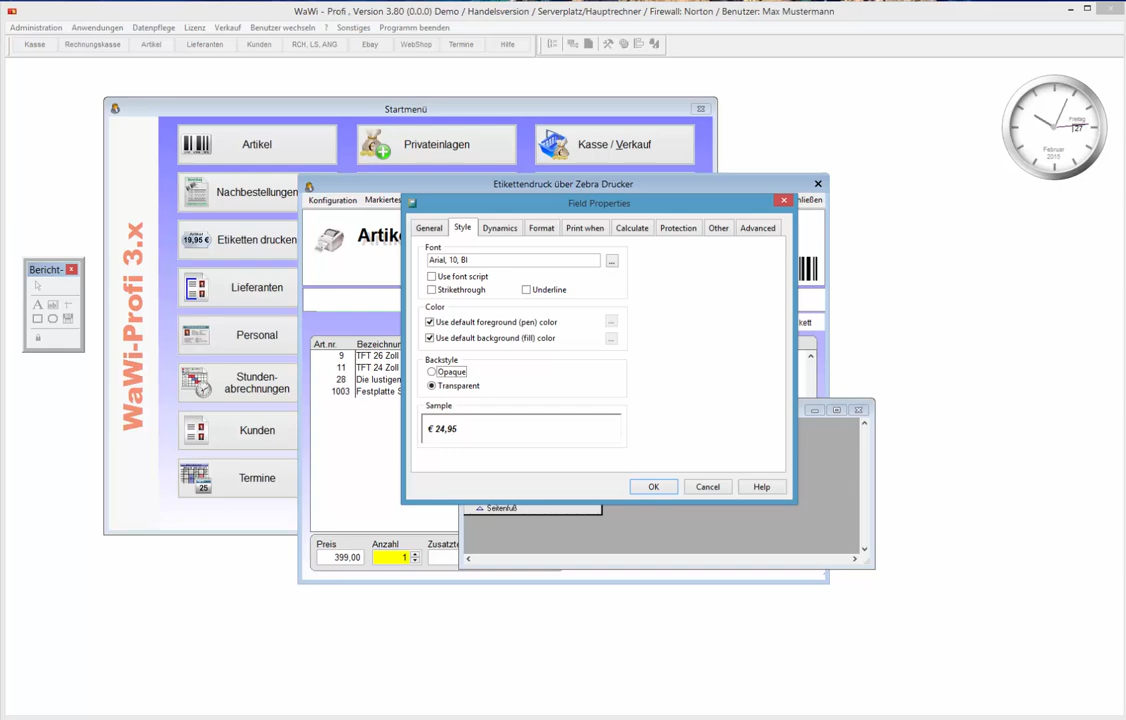 WaWi - Profi , Version 3.80 (0.0.0) Demo / Handelsversion / Serverplatz/Hauptrechner / Firewall: Norton / Benutzer: Max Mustermann
Administration Anwendungen Datenpflege Lizenz Verkauf Benutzer wechseln ? Sonstiges Programm beenden
Kasse Rechnungskasse Artikel Lieferanten Kunden RCH, LS, ANG Ebay WebShop Termine Hilfe
Startmenü
Artikel Privateinlagen Kasse / Verkauf
Freitag
27
Februar
2015
Etikettendruck über Zebra Drucker
Nachbestellungen
Konfiguration Markiertes
Field Properties
General Style Dynamics Format Print when Calculate Protection Other Advanced
19,95 €
Etiketten drucken
WaWi-Profi 3.x
Bericht-
Lieferanten
Personal
Stunden-
abrechnungen
Kunden
Termine
25
Font
Arial, 10, BI
Use font script
Strikethrough Underline
Color
Use default foreground (pen) color
Use default background (fill) color
Backstyle
Opaque
Transparent
Sample
€ 24,95
OK Cancel Help
Art.nr.
9 TFT 26 Zoll
11 TFT 24 Zoll
28 Die lustigen
Seitenfuß
Preis Anzahl
399,00 1